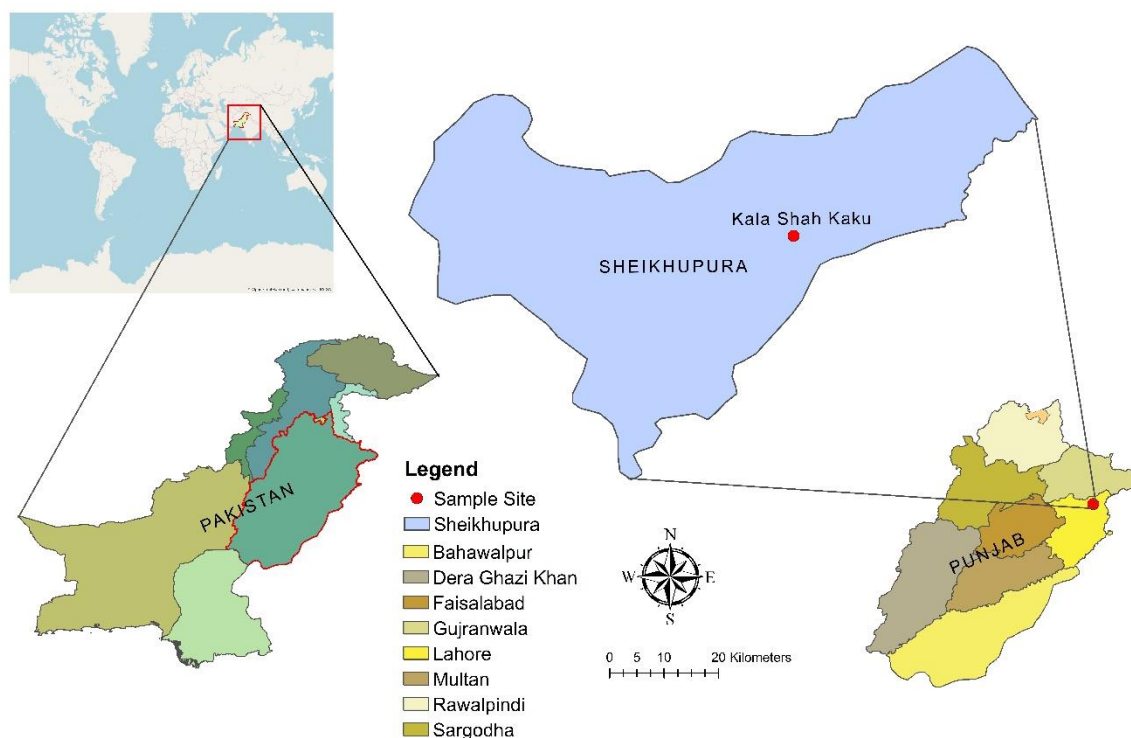 Kala Shah Kaku
SHEIKHUPURA
PAKISTAN
Legend
Sample Site
Sheikhupura
Bahawalpur
Dera Ghazi Khan
Faisalabad
Gujranwala
Lahore
Multan
Rawalpindi
Sargodha
N
W E
S
0 5 10 20 Kilometers
PUNJAB